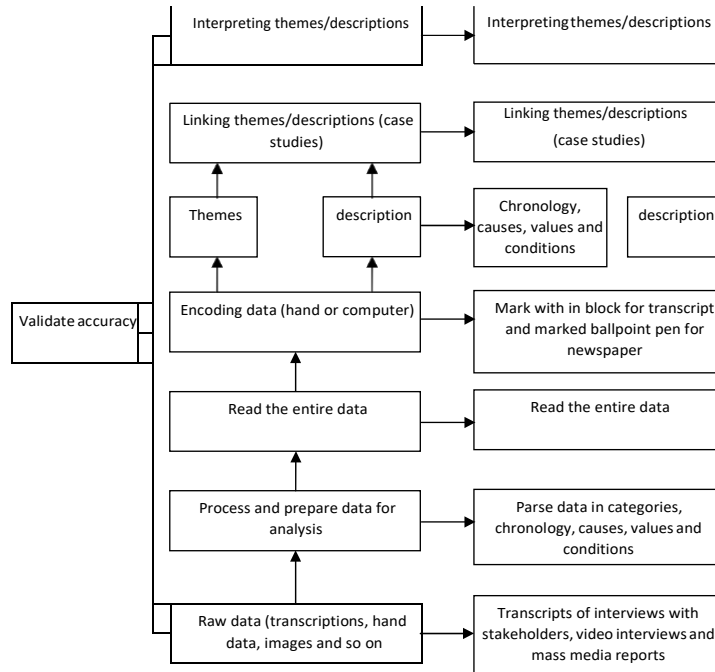 Interpreting themes/descriptions
Interpreting themes/descriptions
Linking themes/descriptions (case
studies)
Linking themes/descriptions
(case studies)
Themes
description
Chronology,
causes, values and
conditions
description
Validate accuracy
Encoding data (hand or computer)
Mark with in block for transcript
and marked ballpoint pen for
newspaper
Read the entire data
Read the entire data
Process and prepare data for
analysis
Parse data in categories,
chronology, causes, values and
conditions
Raw data (transcriptions, hand
data, images and so on
Transcripts of interviews with
stakeholders, video interviews and
mass media reports